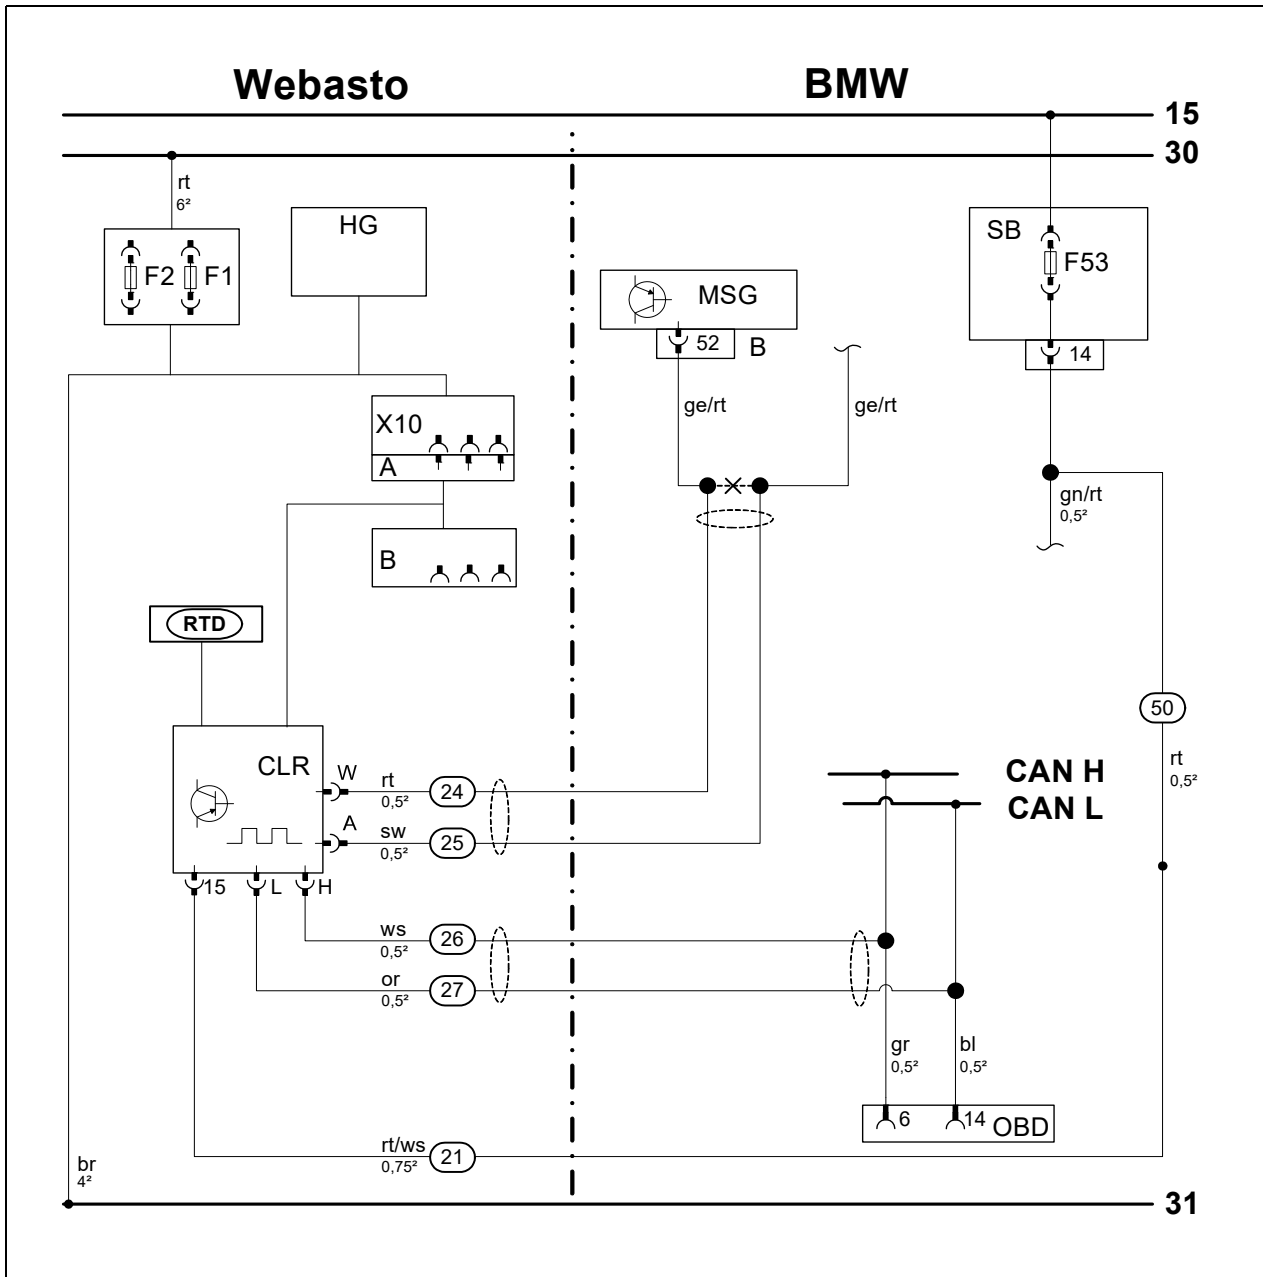 Webasto
BMW
15
30
rt
6²
HG
SB
F2
F1
F53
MSG
52
B
14
ge/rt
ge/rt
X10
A
gn/rt
0,5²
B
RTD
50
CLR
W
rt
0,5²
24
CAN H
CAN L
rt
0,5²
A
sw
0,5²
25
15
L
H
ws
0,5²
26
or
0,5²
27
gr
0,5²
bl
0,5²
6
14
OBD
rt/ws
0,75²
21
br
4²
31